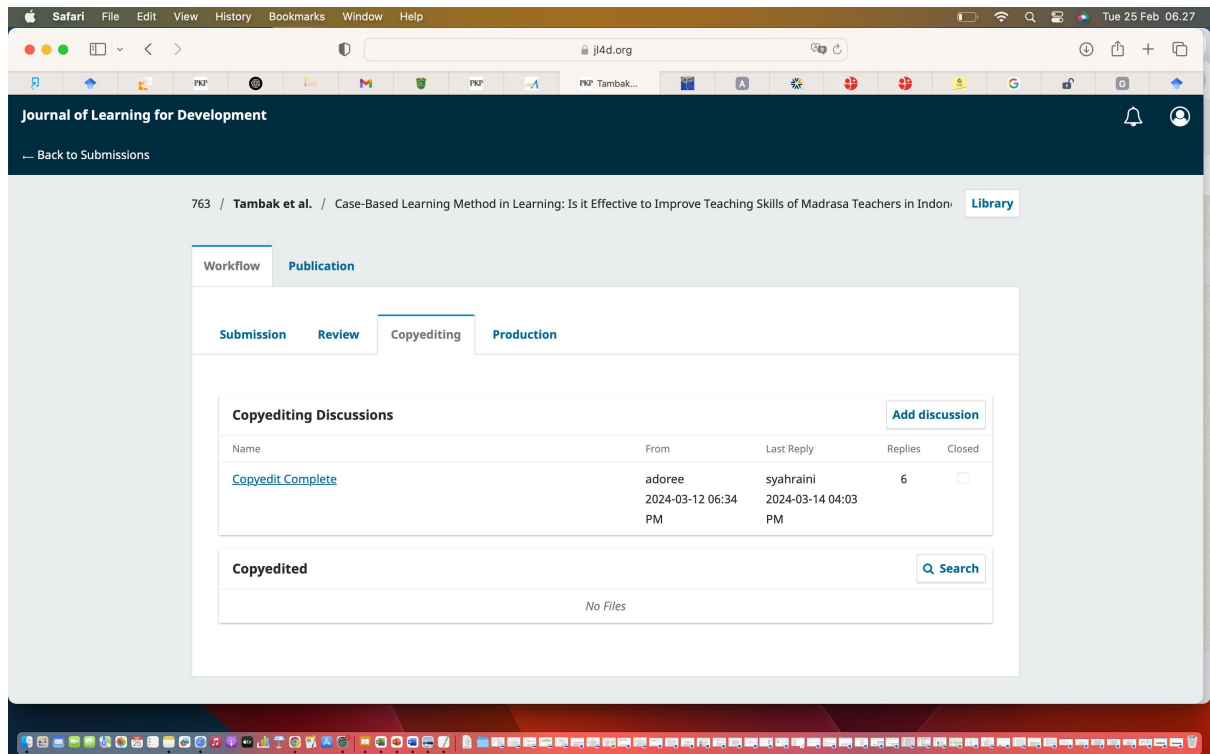 Safari File Edit View History Bookmarks Window Help Tue 25 Feb 06.27
jl4d.org
PKP PKP PKP Tambak... A G G
Journal of Learning for Development
← Back to Submissions
763 / Tambak et al. / Case-Based Learning Method in Learning: Is it Effective to Improve Teaching Skills of Madrasa Teachers in Indon Library
Workflow Publication
Submission Review Copyediting Production
Copyediting Discussions Add discussion
Name From Last Reply Replies Closed
Copyedit Complete adoree syahraini 6
2024-03-12 06:34 2024-03-14 04:03
PM PM
Copyedited Search
No Files